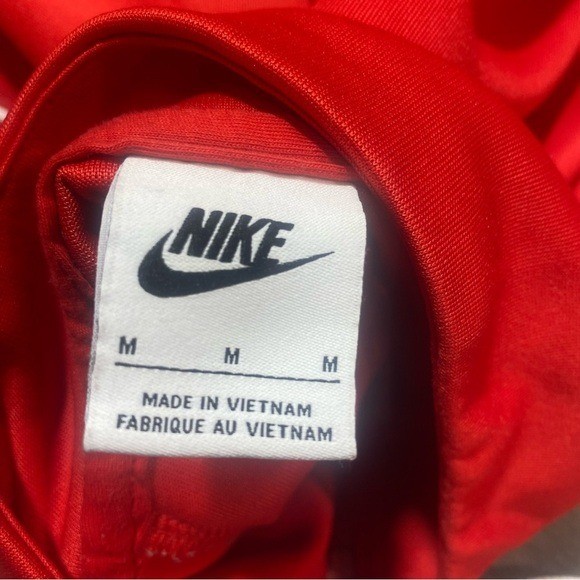 NIKE
M M M
MADE IN VIETNAM
FABRIQUE AU VIETNAM